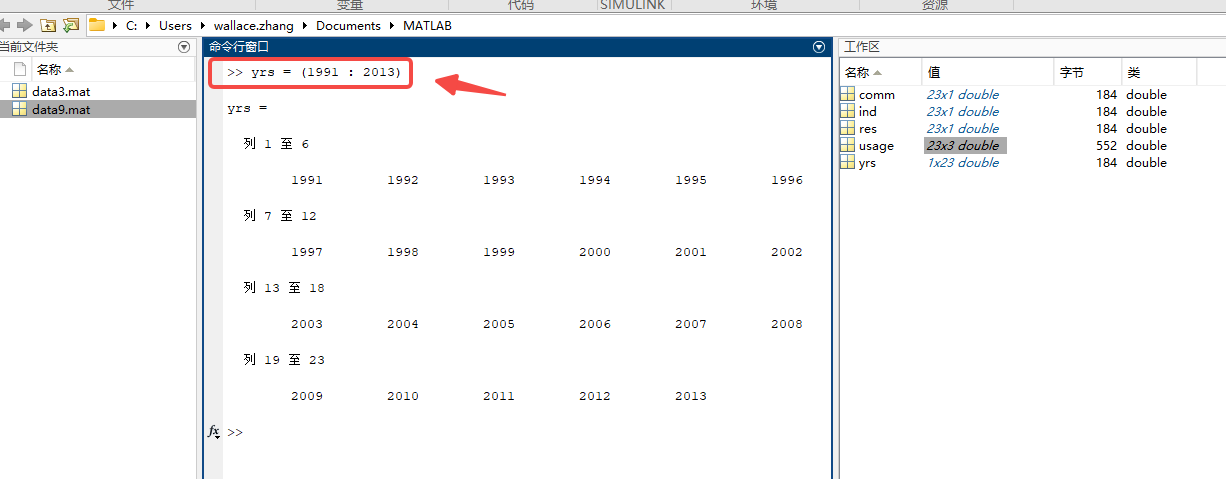 文件 变量 代码 SIMULINK 环境 资源
C: Users wallace.zhang Documents MATLAB
当前文件夹
名称
data3.mat
data9.mat
命令行窗口
>> yrs = (1991 : 2013)
yrs =
列 1 至 6
1991 1992 1993 1994 1995 1996
列 7 至 12
1997 1998 1999 2000 2001 2002
列 13 至 18
2003 2004 2005 2006 2007 2008
列 19 至 23
2009 2010 2011 2012 2013
fx >>
工作区
名称 值 字节 类
comm 23x1 double 184 double
ind 23x1 double 184 double
res 23x1 double 184 double
usage 23x3 double 552 double
yrs 1x23 double 184 double